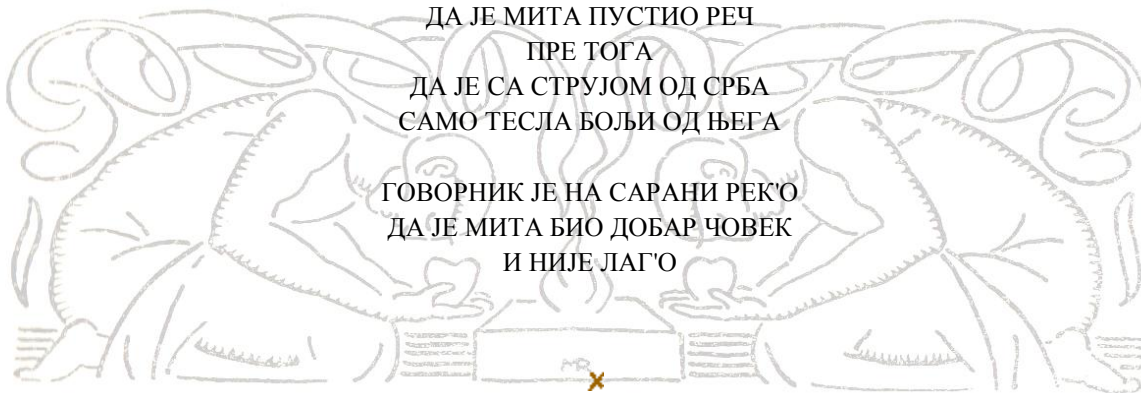 ДА ЈЕ МИТА ПУСТИО РЕЧ
ПРЕ ТОГА
ДА ЈЕ СА СТРУЈОМ ОД СРБА
САМО ТЕСЛА БОЉИ ОД ЊЕГА
ГОВОРНИК ЈЕ НА САРАНИ РЕК'О
ДА ЈЕ МИТА БИО ДОБАР ЧОВЕК
И НИЈЕ ЛАГ'О